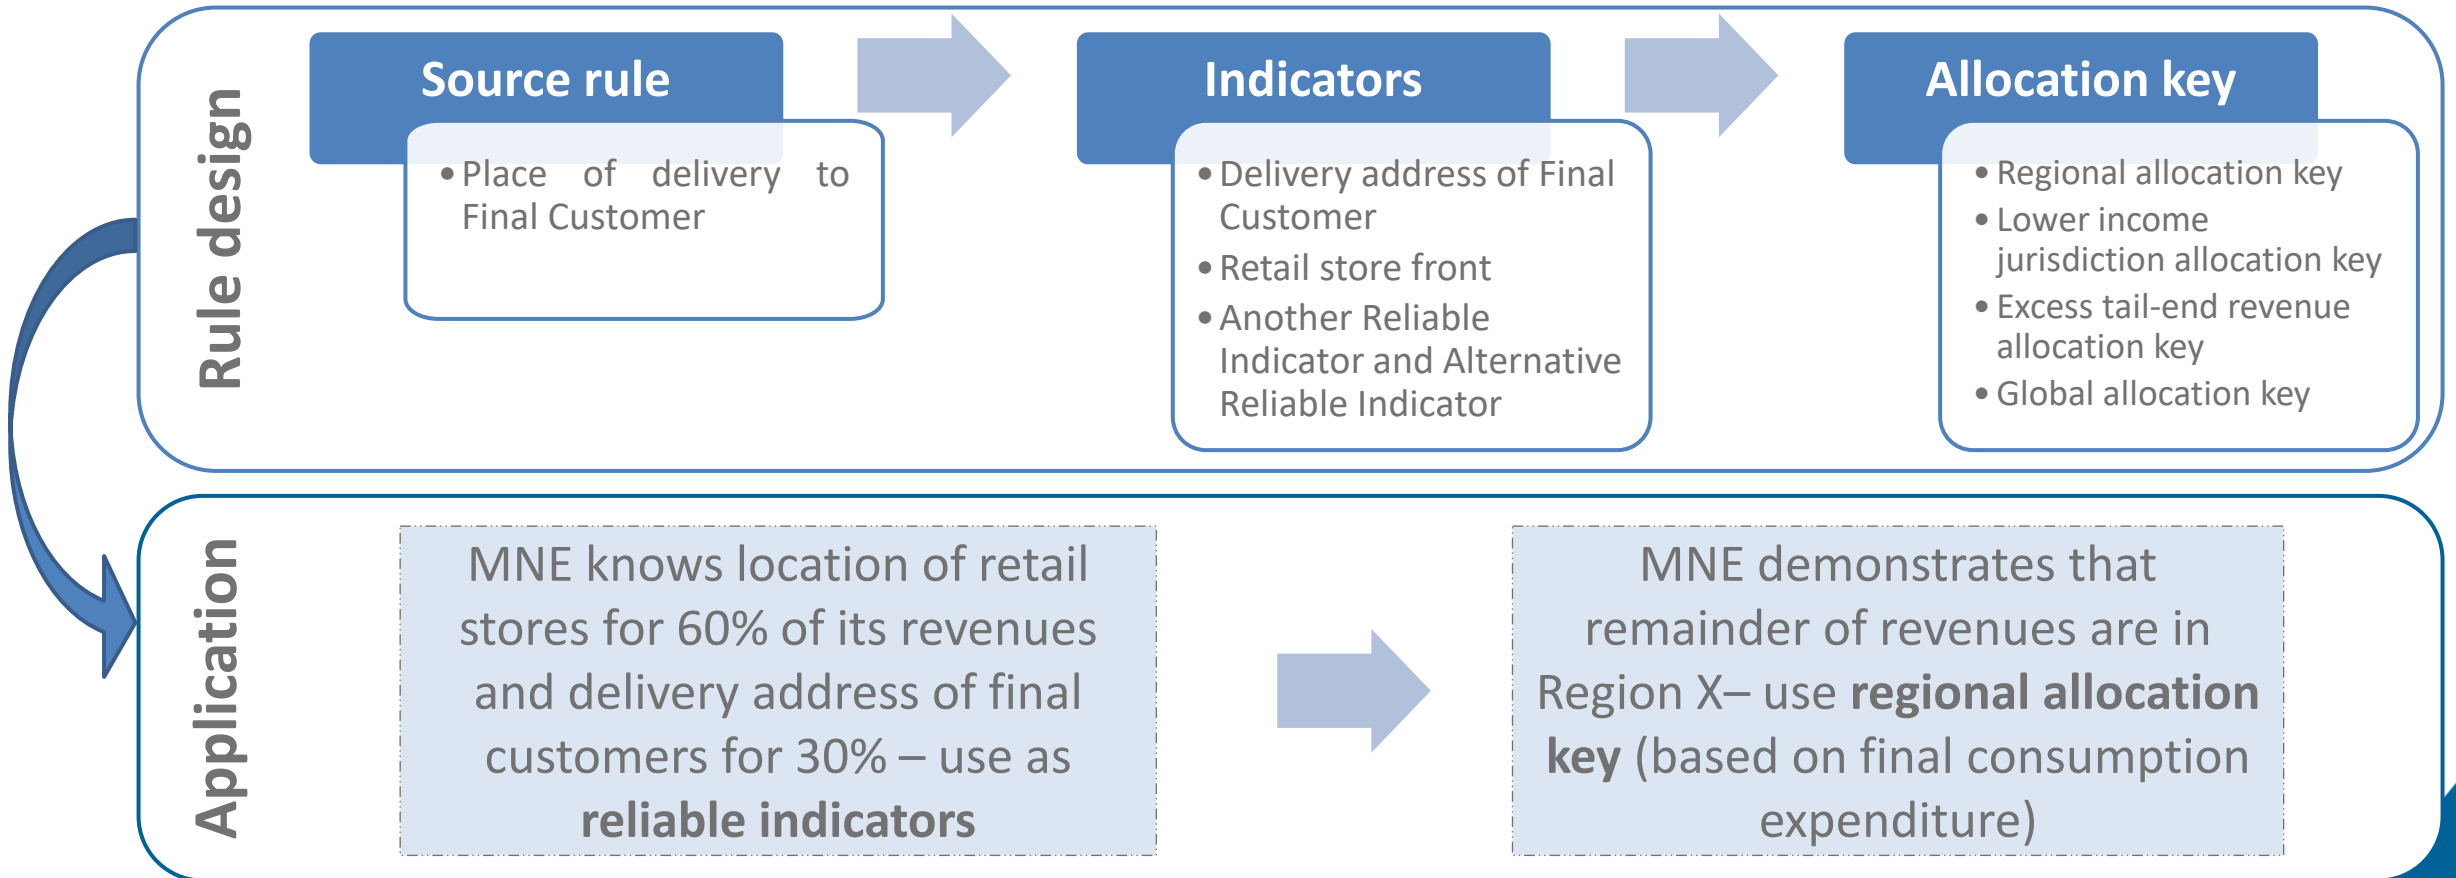 Rule design
Source rule
• Place of delivery to
Final Customer
Indicators
• Delivery address of Final
Customer
• Retail store front
• Another Reliable
Indicator and Alternative
Reliable Indicator
Allocation key
• Regional allocation key
• Lower income
jurisdiction allocation key
• Excess tail-end revenue
allocation key
• Global allocation key
Application
MNE knows location of retail
stores for 60% of its revenues
and delivery address of final
customers for 30% – use as
reliable indicators
MNE demonstrates that
remainder of revenues are in
Region X– use regional allocation
key (based on final consumption
expenditure)